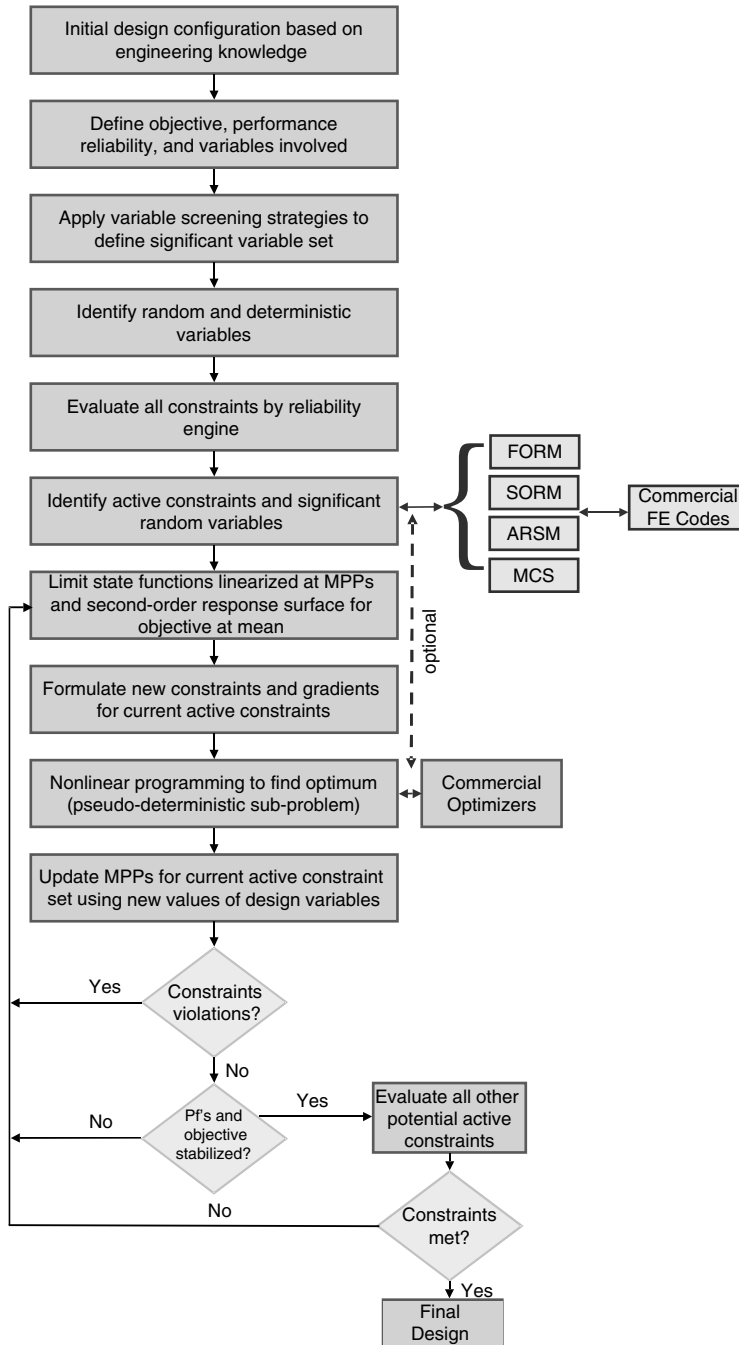 Initial design configuration based on
engineering knowledge
Define objective, performance
reliability, and variables involved
Apply variable screening strategies to
define significant variable set
Identify random and deterministic
variables
Evaluate all constraints by reliability
engine
Identify active constraints and significant
random variables
FORM
SORM
ARSM
MCS
Commercial
FE Codes
Limit state functions linearized at MPPs
and second-order response surface for
objective at mean
optional
Formulate new constraints and gradients
for current active constraints
Nonlinear programming to find optimum
(pseudo-deterministic sub-problem)
Commercial
Optimizers
Update MPPs for current active constraint
set using new values of design variables
Yes
Constraints
violations?
No
No
Pf's and
objective
stabilized?
Yes
Evaluate all other
potential active
constraints
No
Constraints
met?
Yes
Final
Design